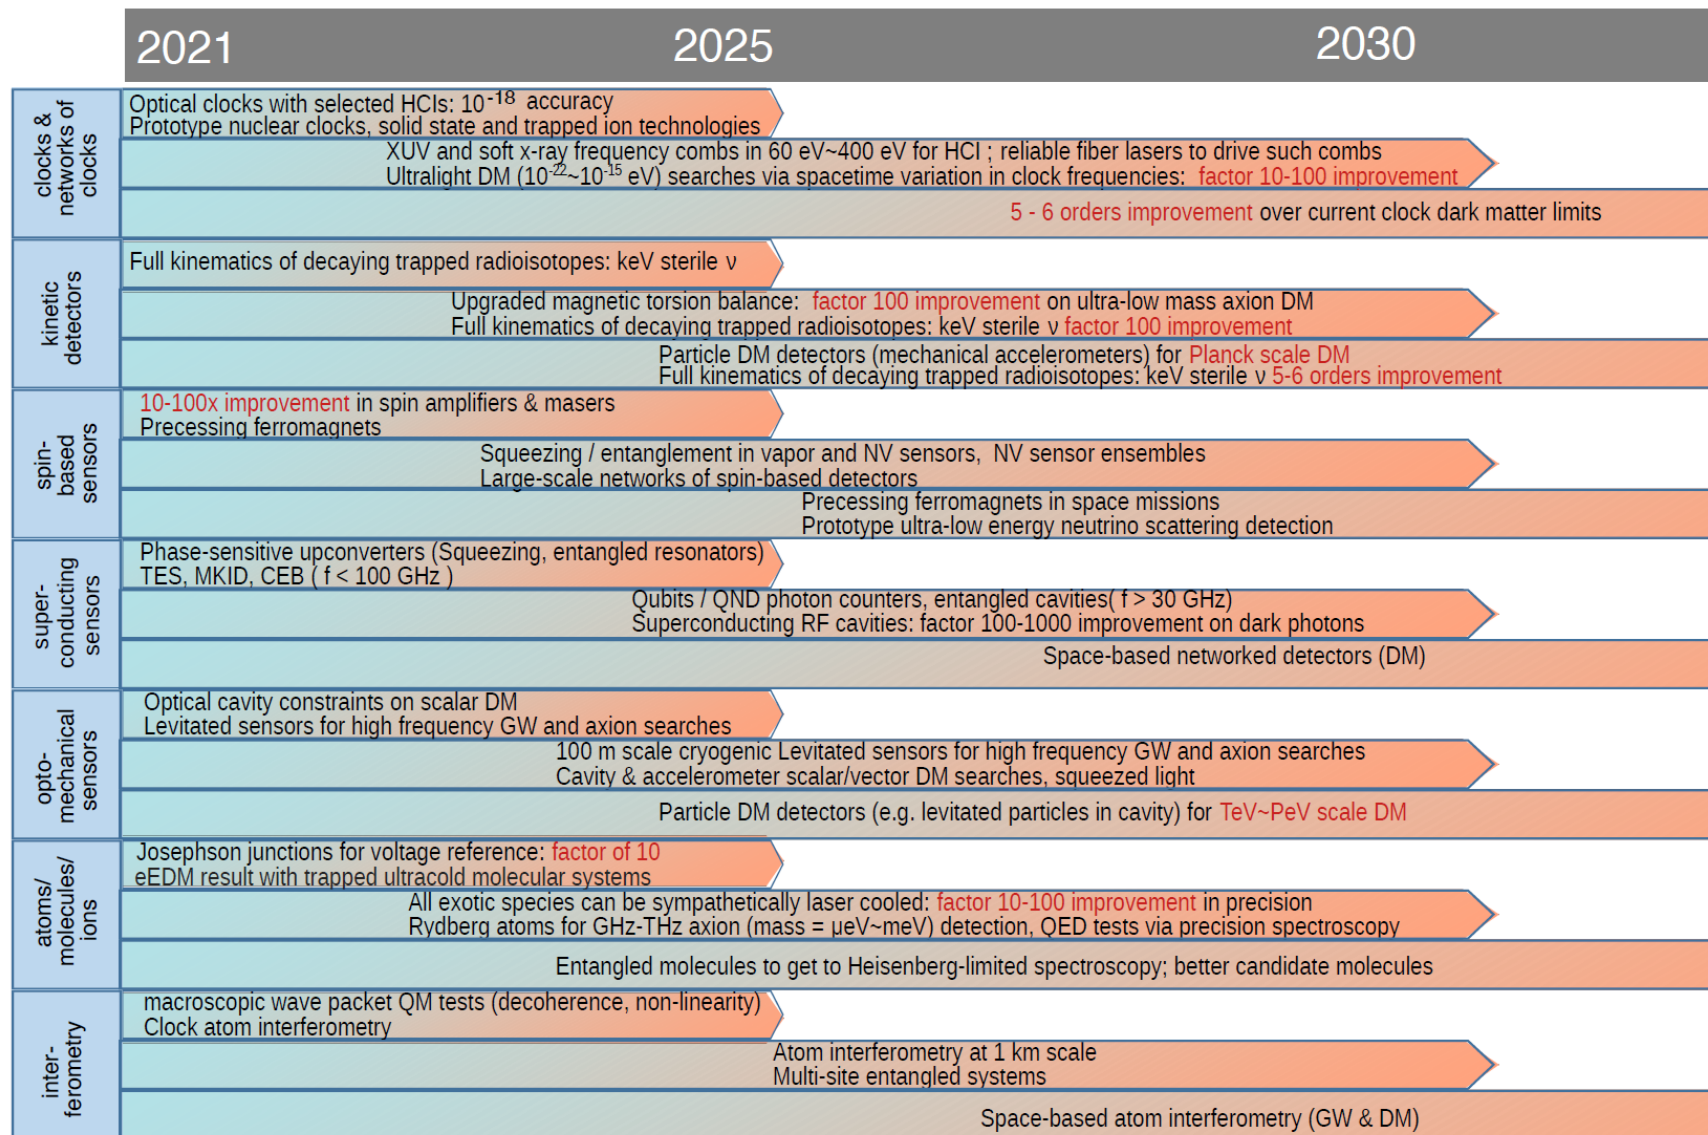 2021 2025 2030
clocks &
networks of
clocks
Optical clocks with selected HCIs: 10⁻¹⁸ accuracy
Prototype nuclear clocks, solid state and trapped ion technologies
XUV and soft x-ray frequency combs in 60 eV~400 eV for HCI ; reliable fiber lasers to drive such combs
Ultralight DM (10⁻²²~10⁻¹⁵ eV) searches via spacetime variation in clock frequencies: factor 10-100 improvement
5 - 6 orders improvement over current clock dark matter limits
kinetic
detectors
Full kinematics of decaying trapped radioisotopes: keV sterile ν
Upgraded magnetic torsion balance: factor 100 improvement on ultra-low mass axion DM
Full kinematics of decaying trapped radioisotopes: keV sterile ν factor 100 improvement
Particle DM detectors (mechanical accelerometers) for Planck scale DM
Full kinematics of decaying trapped radioisotopes: keV sterile ν 5-6 orders improvement
spin-
based
sensors
10-100x improvement in spin amplifiers & masers
Precessing ferromagnets
Squeezing / entanglement in vapor and NV sensors, NV sensor ensembles
Large-scale networks of spin-based detectors
Precessing ferromagnets in space missions
Prototype ultra-low energy neutrino scattering detection
super-
conducting
sensors
Phase-sensitive upconverters (Squeezing, entangled resonators)
TES, MKID, CEB ( f < 100 GHz )
Qubits / QND photon counters, entangled cavities( f > 30 GHz)
Superconducting RF cavities: factor 100-1000 improvement on dark photons
Space-based networked detectors (DM)
opto-
mechanical
sensors
Optical cavity constraints on scalar DM
Levitated sensors for high frequency GW and axion searches
100 m scale cryogenic Levitated sensors for high frequency GW and axion searches
Cavity & accelerometer scalar/vector DM searches, squeezed light
Particle DM detectors (e.g. levitated particles in cavity) for TeV~PeV scale DM
atoms/
molecules/
ions
Josephson junctions for voltage reference: factor of 10
eEDM result with trapped ultracold molecular systems
All exotic species can be sympathetically laser cooled: factor 10-100 improvement in precision
Rydberg atoms for GHz-THz axion (mass = μeV~meV) detection, QED tests via precision spectroscopy
Entangled molecules to get to Heisenberg-limited spectroscopy; better candidate molecules
inter-
ferometry
macroscopic wave packet QM tests (decoherence, non-linearity)
Clock atom interferometry
Atom interferometry at 1 km scale
Multi-site entangled systems
Space-based atom interferometry (GW & DM)